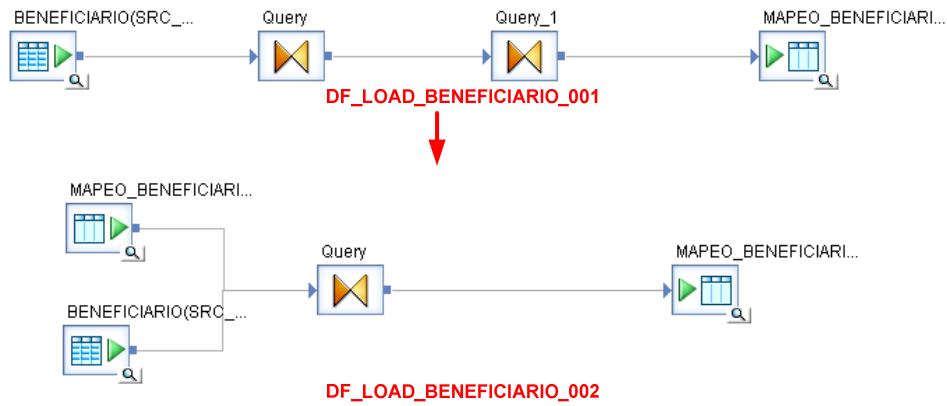 BENEFICIARIO(SRC_...
Query
Query_1
MAPEO_BENEFICIARI...
DF_LOAD_BENEFICIARIO_001
MAPEO_BENEFICIARI...
Query
MAPEO_BENEFICIARI...
BENEFICIARIO(SRC_...
DF_LOAD_BENEFICIARIO_002